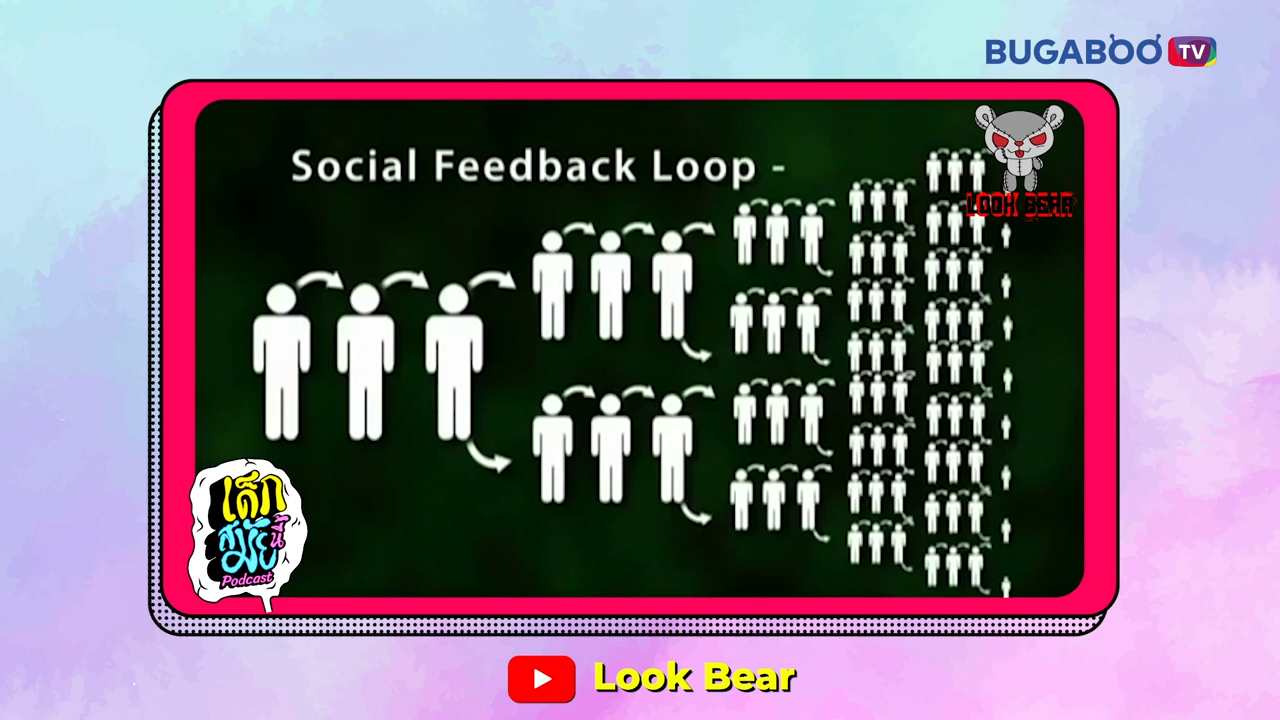 BUGABOO TV
Social Feedback Loop -
LOOK BEAR
เด็ก
สมัยนี้
Podcast
Look Bear